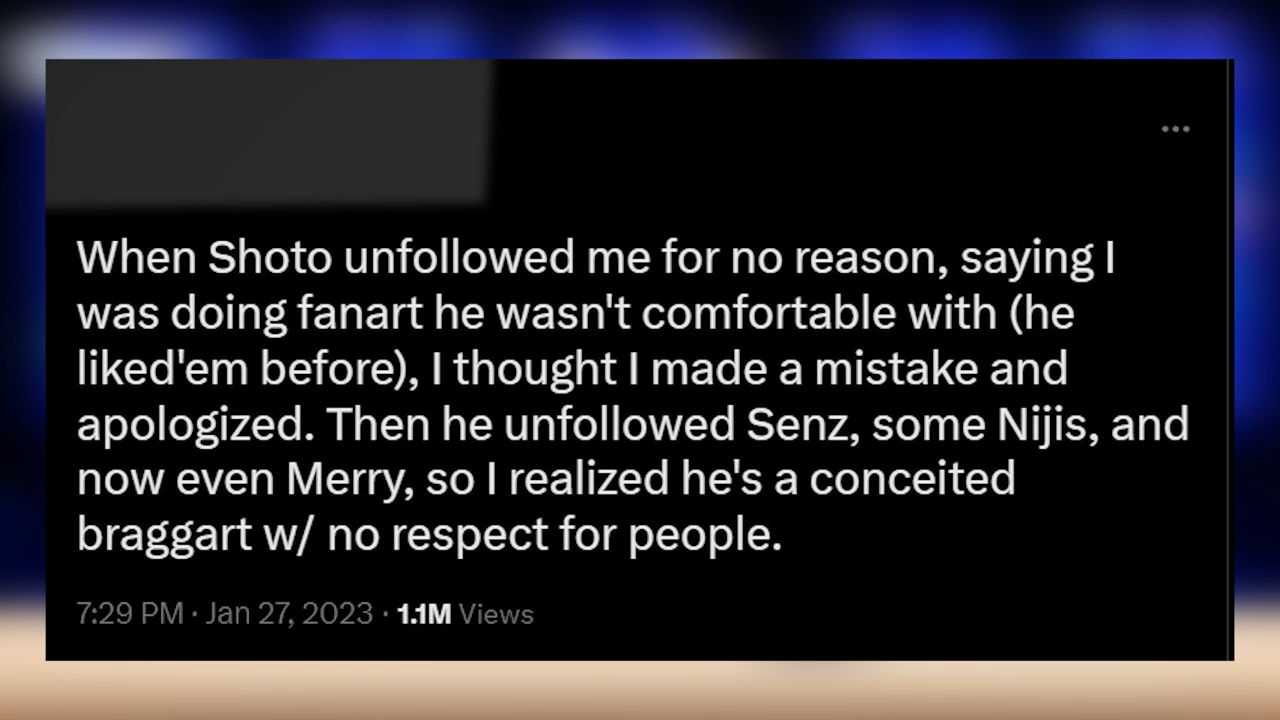 When Shoto unfollowed me for no reason, saying I
was doing fanart he wasn't comfortable with (he
liked'em before), I thought I made a mistake and
apologized. Then he unfollowed Senz, some Nijis, and
now even Merry, so I realized he's a conceited
braggart w/ no respect for people.
7:29 PM · Jan 27, 2023 · 1.1M Views